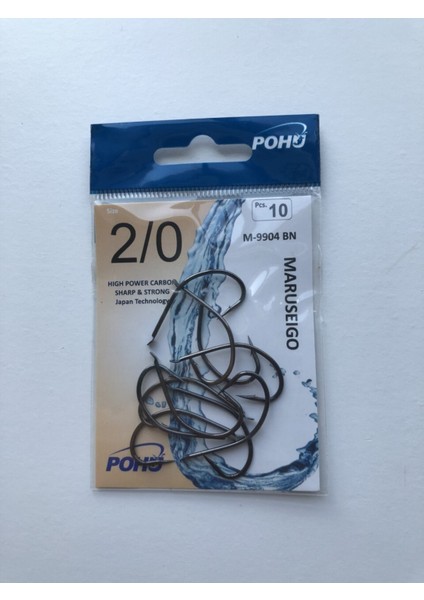 POHU
Size
Pcs. 10
2/0
M-9904 BN
HIGH POWER CARBON
SHARP & STRONG
Japan Technology
MARUSEIGO
POHU